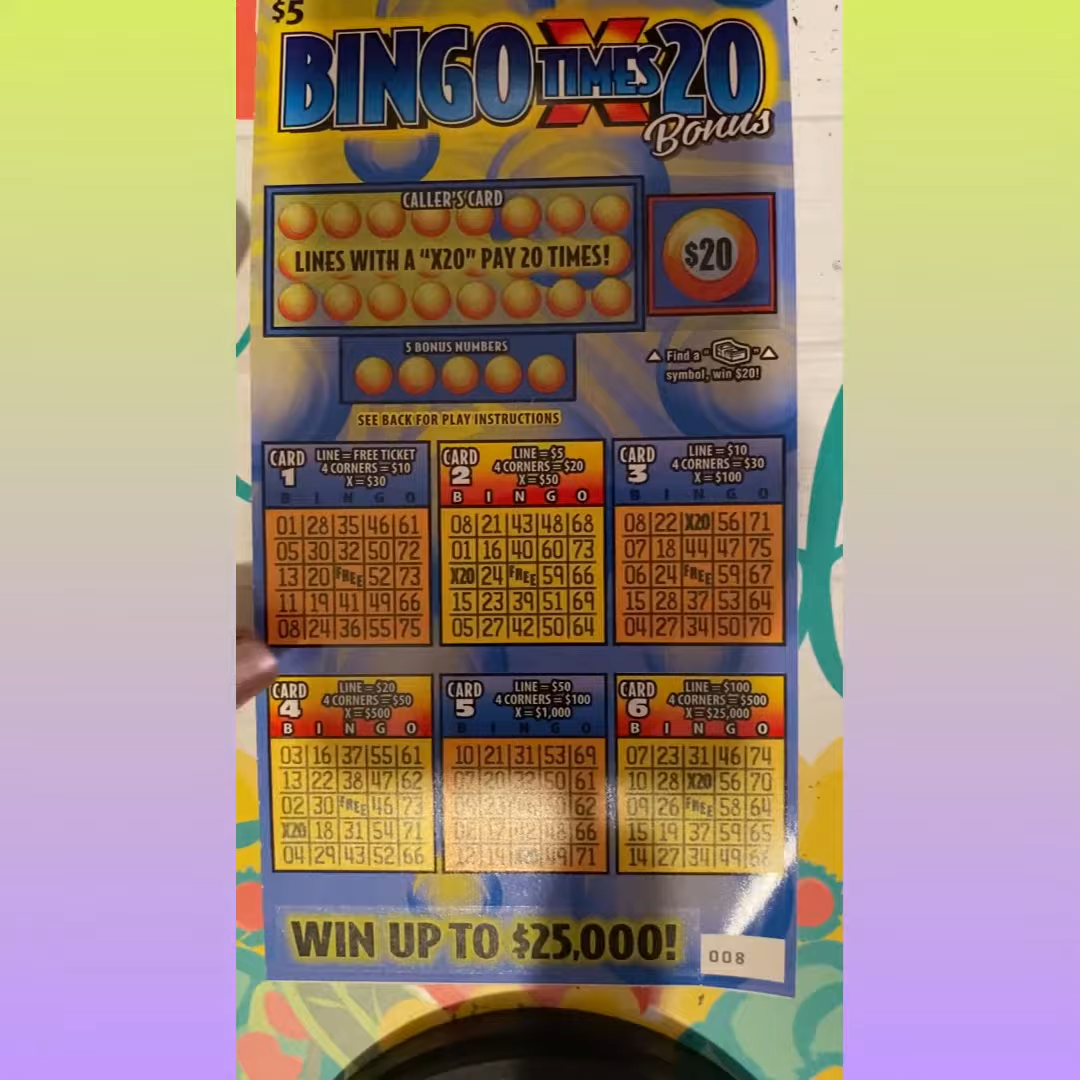 $5
BINGO X TIMES 20
Bonus
CALLER'S CARD
LINES WITH A "X20" PAY 20 TIMES!
$20
5 BONUS NUMBERS
Find a " "
symbol, win $20!
SEE BACK FOR PLAY INSTRUCTIONS
CARD 1
LINE = FREE TICKET
4 CORNERS = $10
X = $30
B I N G O
01 28 35 46 61
05 30 32 50 72
13 20 FREE 52 73
11 19 41 49 66
08 24 36 55 75
CARD 2
LINE = $5
4 CORNERS = $20
X = $50
B I N G O
08 21 43 48 68
01 16 40 60 73
X20 24 FREE 59 66
15 23 39 51 69
05 27 42 50 64
CARD 3
LINE = $10
4 CORNERS = $30
X = $100
B I N G O
08 22 X20 56 71
07 18 44 47 75
06 24 FREE 59 67
15 28 37 53 64
04 27 34 50 70
CARD 4
LINE = $20
4 CORNERS = $50
X = $500
B I N G O
03 16 37 55 61
13 22 38 47 62
02 30 FREE 46 73
X20 18 31 54 71
04 29 43 52 66
CARD 5
LINE = $50
4 CORNERS = $100
X = $1,000
B I N G O
10 21 31 53 69
50 61
62
66
49 71
CARD 6
LINE = $100
4 CORNERS = $500
X = $25,000
B I N G O
07 23 31 46 74
10 28 X20 56 70
09 26 FREE 58 64
15 19 37 59 65
14 27 34 49
WIN UP TO $25,000!
008